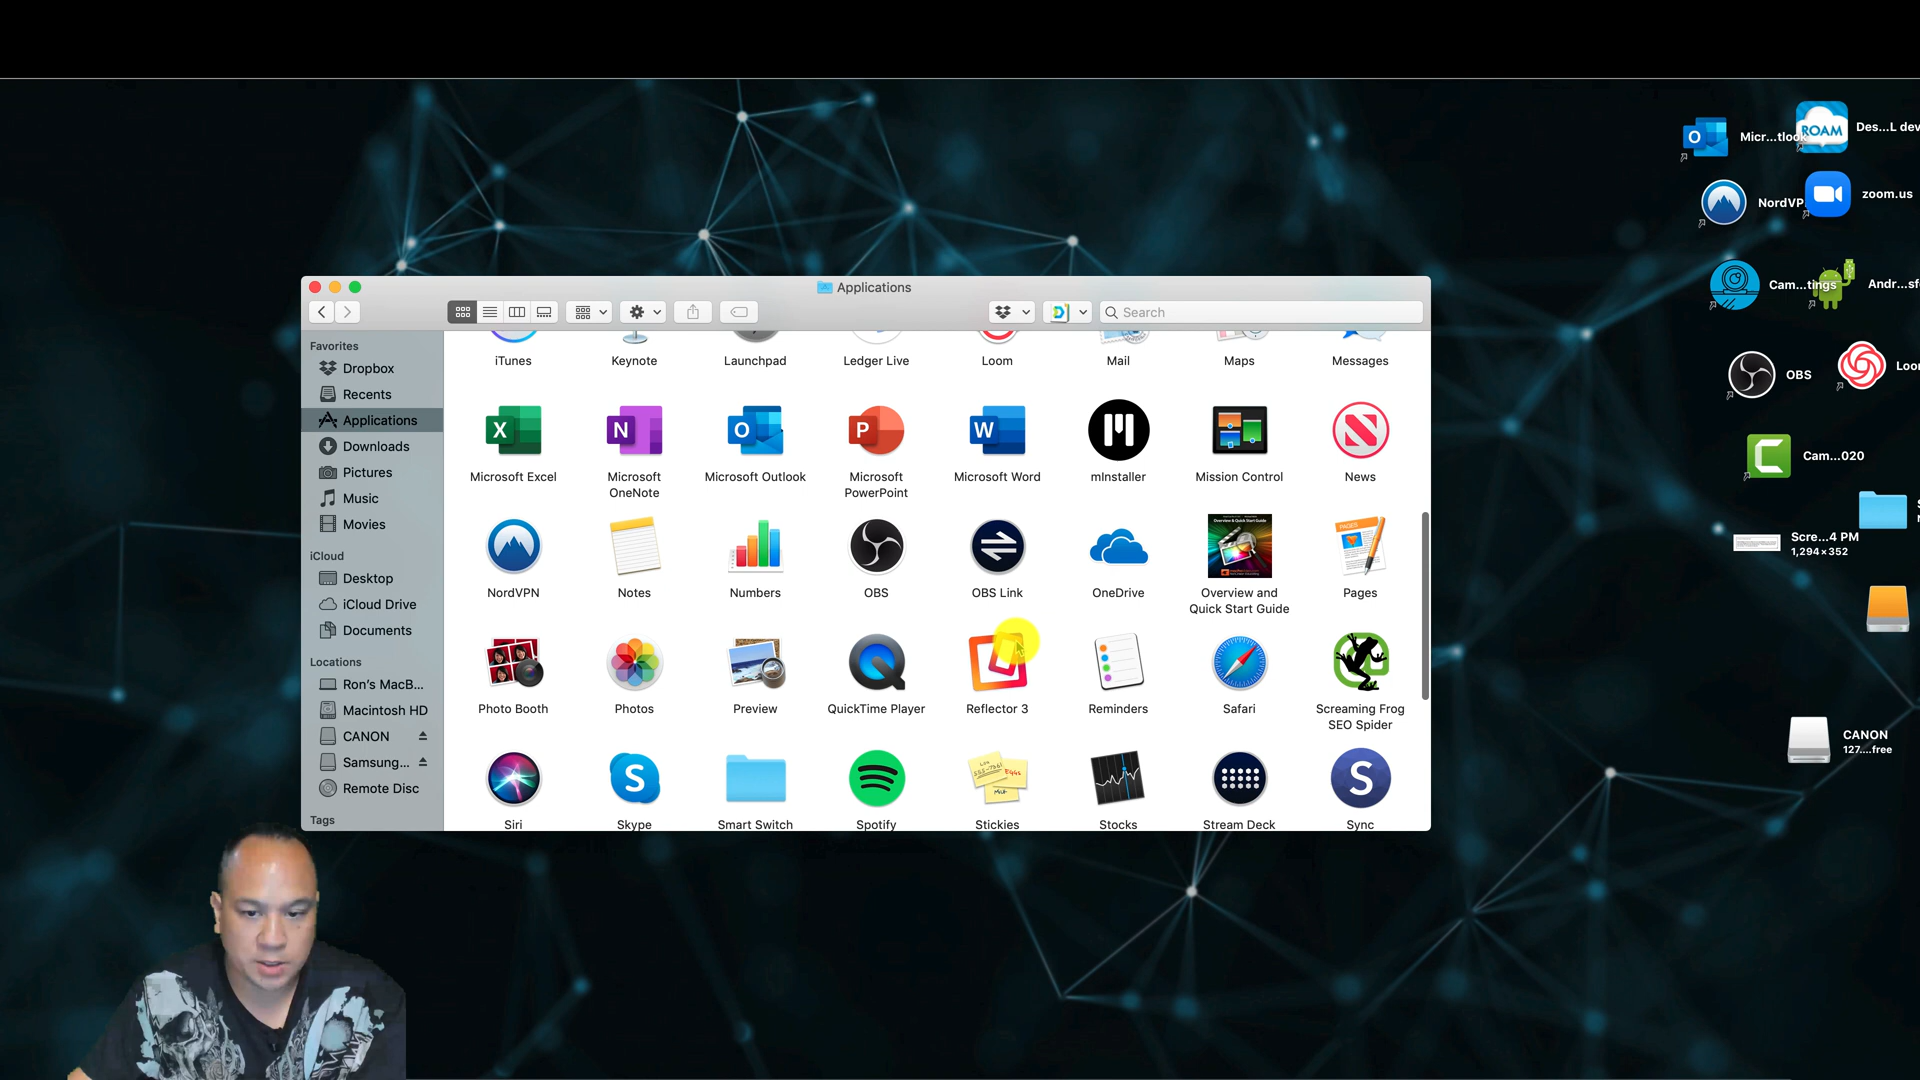 Applications
Search
Favorites
Dropbox
Recents
Applications
Downloads
Pictures
Music
Movies
iCloud
Desktop
iCloud Drive
Documents
Locations
Ron's MacB...
Macintosh HD
CANON
Samsung...
Remote Disc
Tags
iTunes
Keynote
Launchpad
Ledger Live
Loom
Mail
Maps
Messages
Microsoft Excel
Microsoft
OneNote
Microsoft Outlook
Microsoft
PowerPoint
Microsoft Word
mInstaller
Mission Control
News
NordVPN
Notes
Numbers
OBS
OBS Link
OneDrive
Overview and
Quick Start Guide
Pages
Photo Booth
Photos
Preview
QuickTime Player
Reflector 3
Reminders
Safari
Screaming Frog
SEO Spider
Siri
Skype
Smart Switch
Spotify
Stickies
Stocks
Stream Deck
Sync
Micr...tlook
ROAM
Des...L dev
NordVP
zoom.us
Cam...tings
Andr...sf
OBS
Loo
Cam...020
Scre...4 PM
1,294×352
CANON
127....free